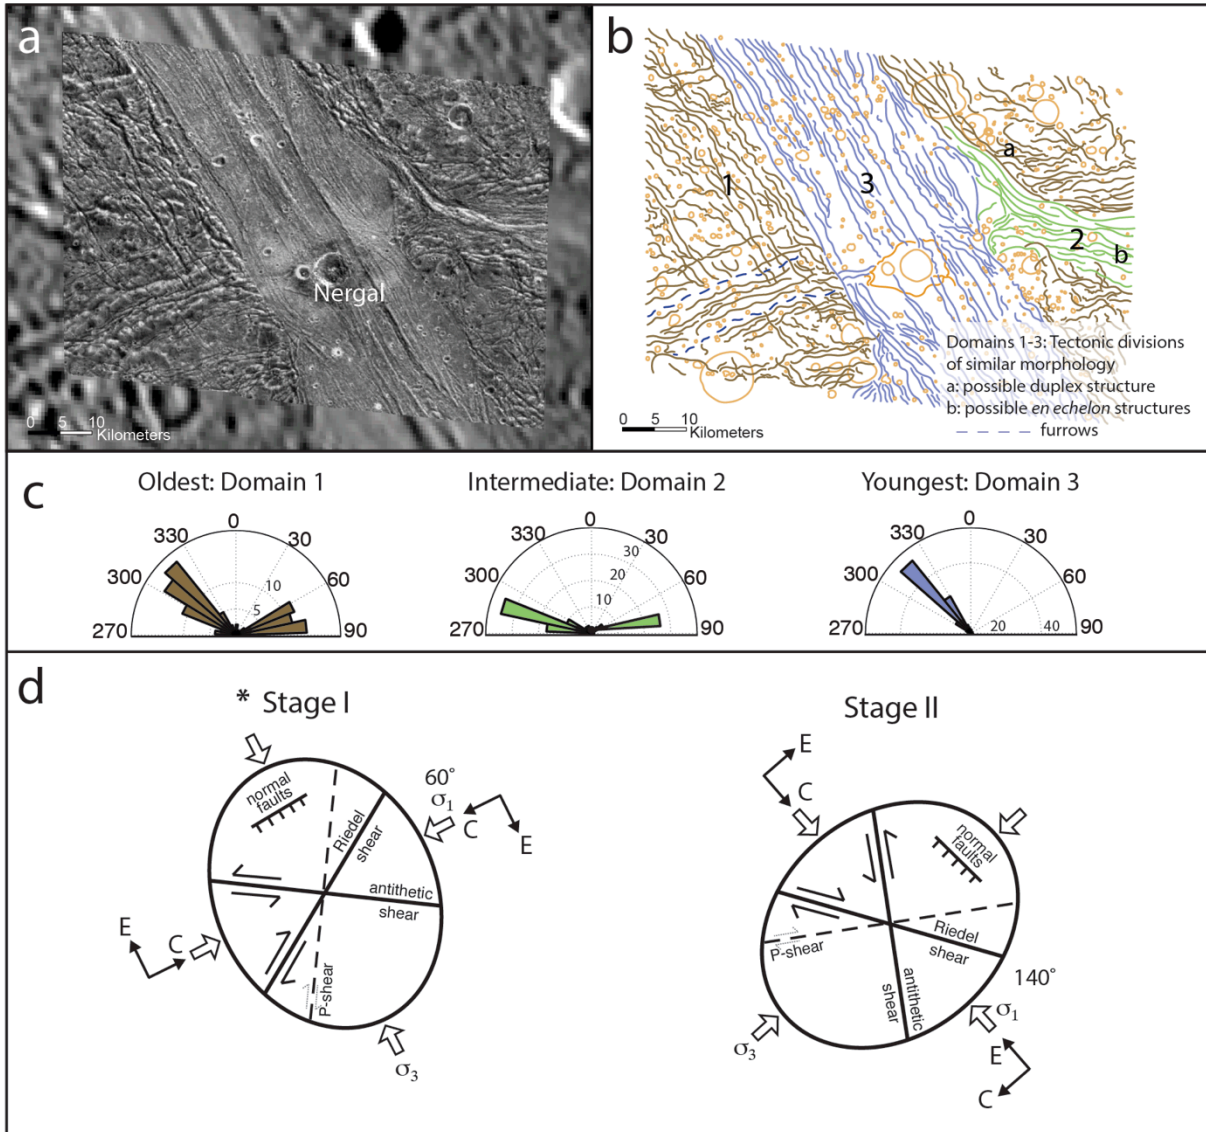 a
Nergal
0 5 10
Kilometers
b
1
3
a
2
b
Domains 1-3: Tectonic divisions
of similar morphology
a: possible duplex structure
b: possible en echelon structures
furrows
0 5 10
Kilometers
c
Oldest: Domain 1
0
330
30
300
60
10
5
270
90
Intermediate: Domain 2
0
330
30
30
300
20
60
10
270
90
Youngest: Domain 3
0
330
30
300
60
20
40
270
90
d
* Stage I
normal
faults
Riedel
shear
60°
σ1
C
E
antithetic
shear
E
C
P-shear
σ3
Stage II
E
C
normal
faults
P-shear
Riedel
shear
antithetic
shear
140°
σ1
E
C
σ3